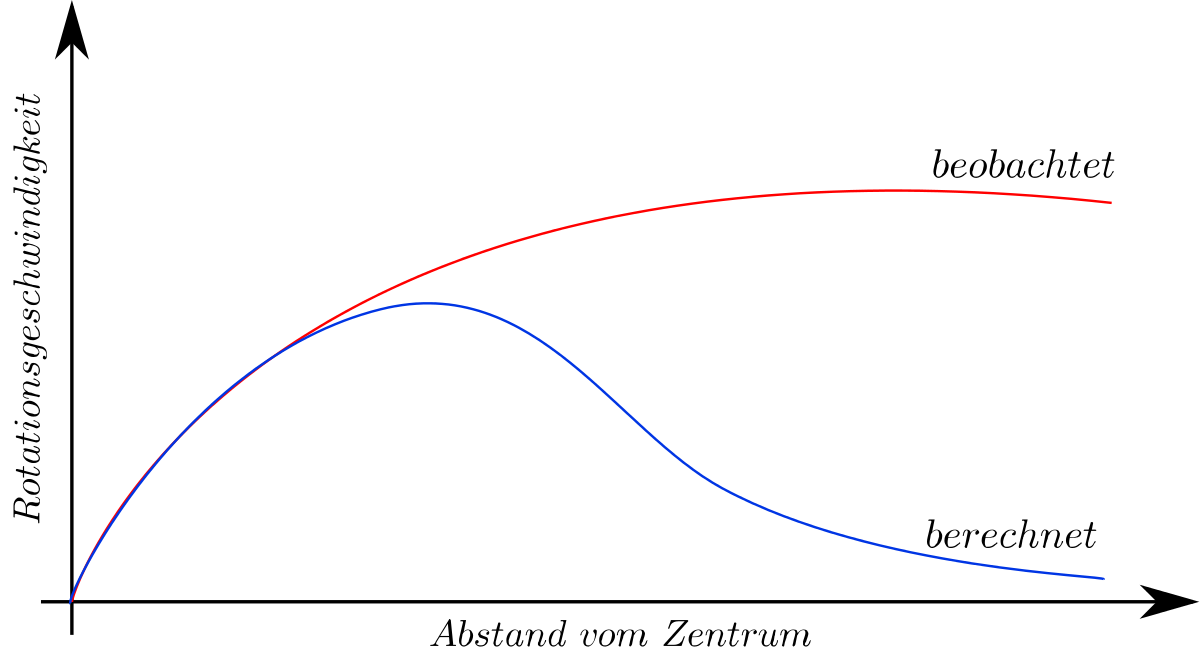 Rotationsgeschwindigkeit
beobachtet
berechnet
Abstand vom Zentrum